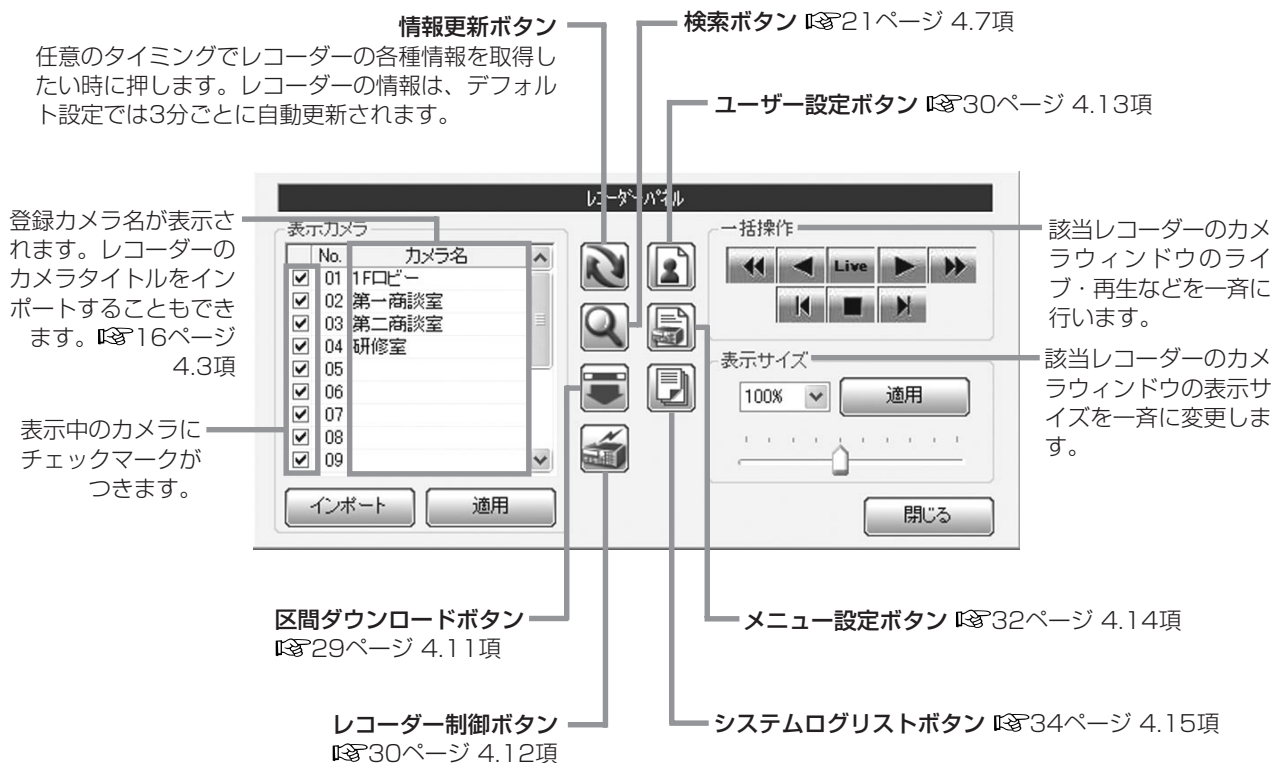 情報更新ボタン
任意のタイミングでレコーダーの各種情報を取得し
たい時に押します。レコーダーの情報は、デフォル
ト設定では3分ごとに自動更新されます。
検索ボタン ☞21ページ 4.7項
ユーザー設定ボタン ☞30ページ 4.13項
登録カメラ名が表示さ
れます。レコーダーの
カメラタイトルをイン
ポートすることもでき
ます。☞16ページ
4.3項
表示中のカメラに
チェックマークが
つきます。
レコーダーパネル
表示カメラ
No. カメラ名
01 1Fロビー
02 第一商談室
03 第二商談室
04 研修室
05
06
07
08
09
インポート 適用
一括操作
Live
表示サイズ
100% 適用
閉じる
該当レコーダーのカメ
ラウィンドウのライ
ブ・再生などを一斉に
行います。
該当レコーダーのカメ
ラウィンドウの表示サ
イズを一斉に変更しま
す。
区間ダウンロードボタン
☞29ページ 4.11項
レコーダー制御ボタン
☞30ページ 4.12項
メニュー設定ボタン ☞32ページ 4.14項
システムログリストボタン ☞34ページ 4.15項